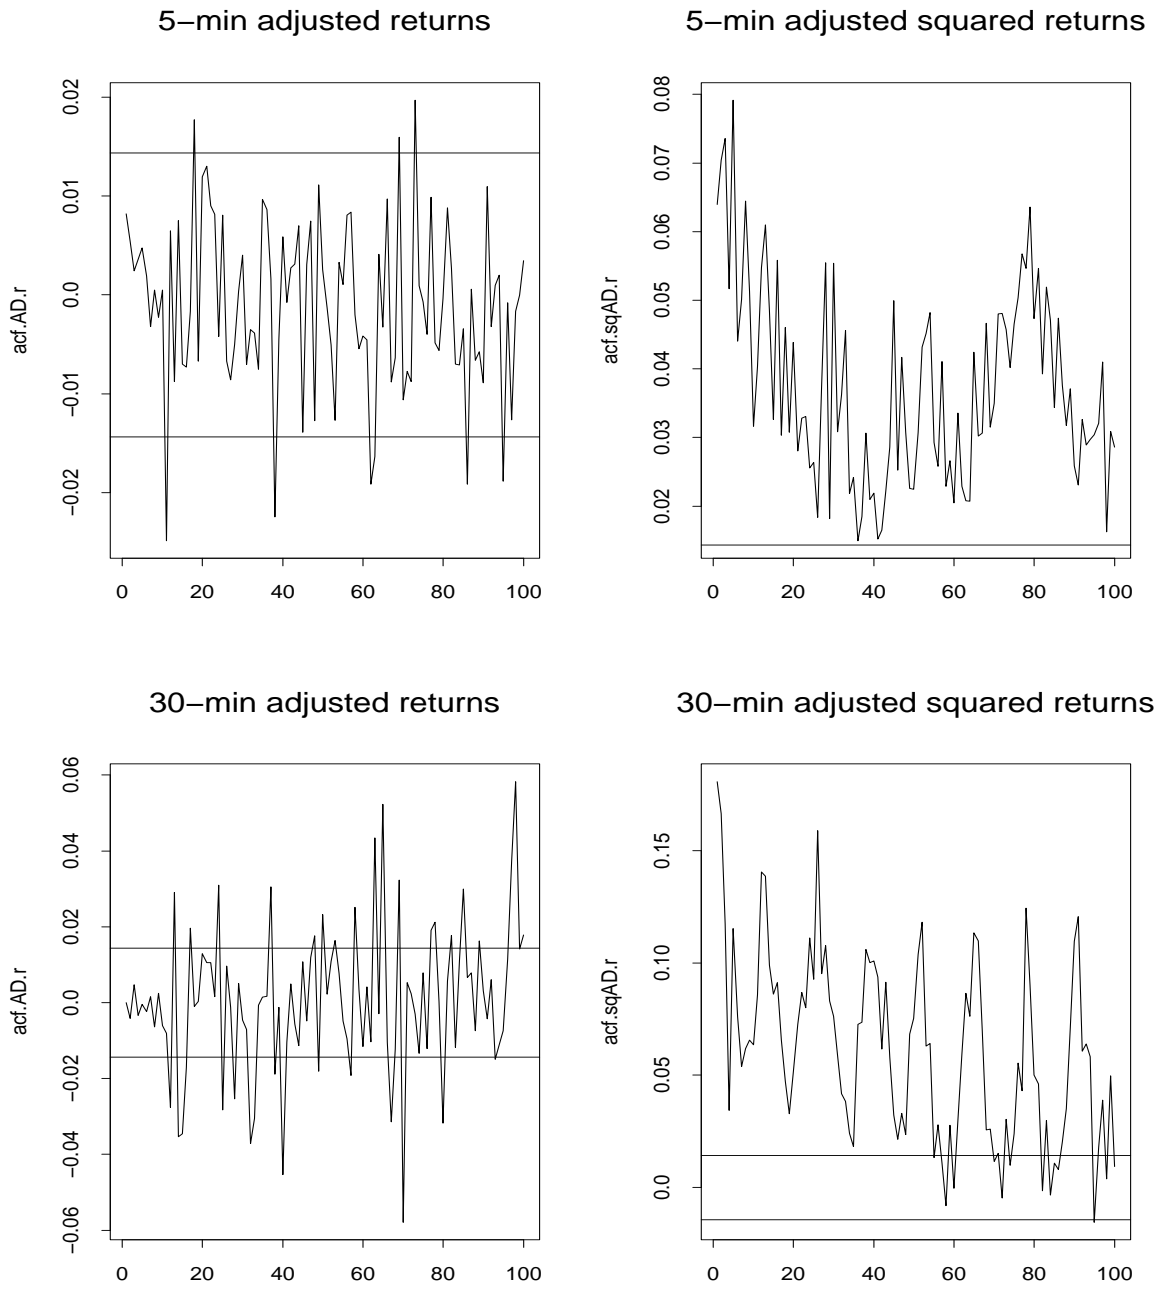 5−min adjusted returns
acf.AD.r
0.02
0.01
0.0
−0.01
−0.02
0 20 40 60 80 100
5−min adjusted squared returns
acf.sqAD.r
0.08
0.07
0.06
0.05
0.04
0.03
0.02
0 20 40 60 80 100
30−min adjusted returns
acf.AD.r
0.06
0.04
0.02
0.0
−0.02
−0.04
−0.06
0 20 40 60 80 100
30−min adjusted squared returns
acf.sqAD.r
0.15
0.10
0.05
0.0
0 20 40 60 80 100